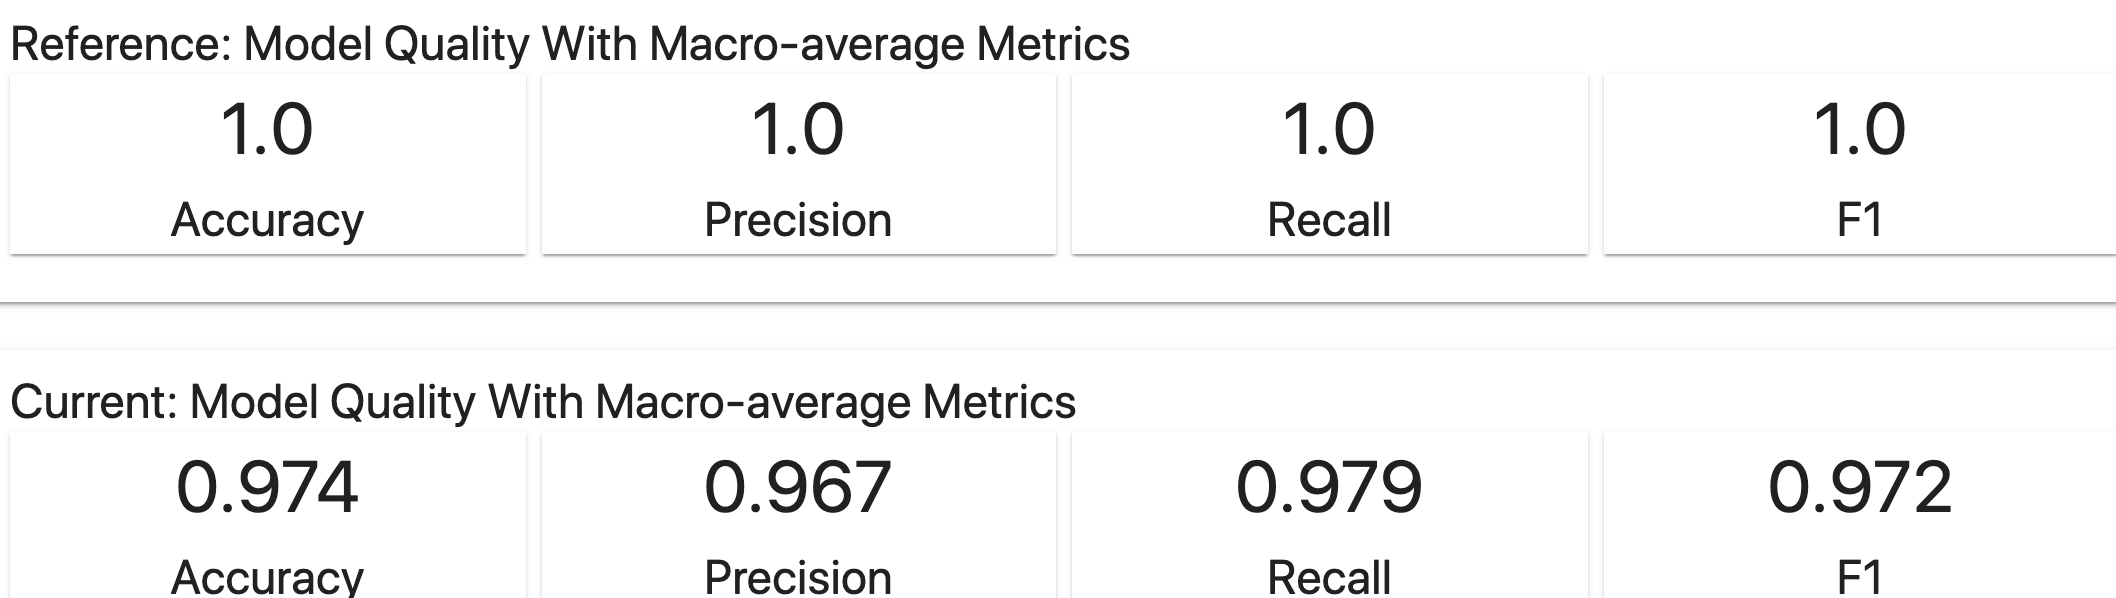 Reference: Model Quality With Macro-average Metrics
1.0 1.0 1.0 1.0
Accuracy Precision Recall F1
Current: Model Quality With Macro-average Metrics
0.974 0.967 0.979 0.972
Accuracy Precision Recall F1